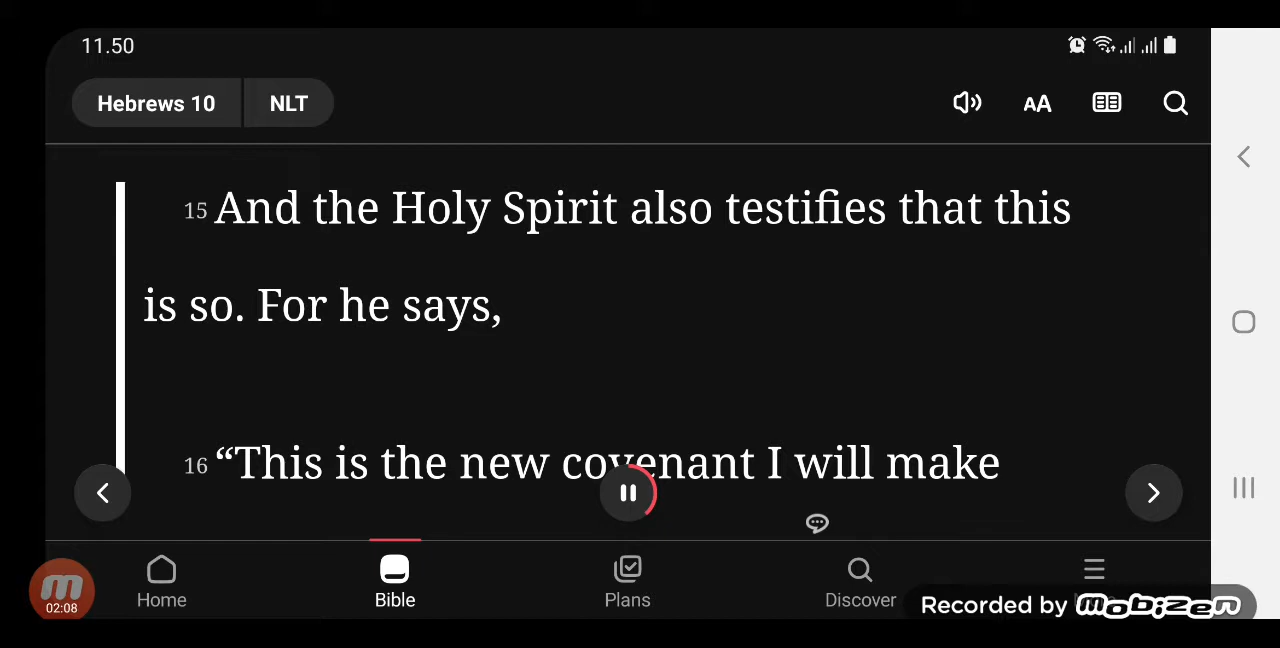 11.50
Hebrews 10 NLT
AA
15 And the Holy Spirit also testifies that this
is so. For he says,
16 “This is the new covenant I will make
Home Bible Plans Discover
02:08
Recorded by mobizen